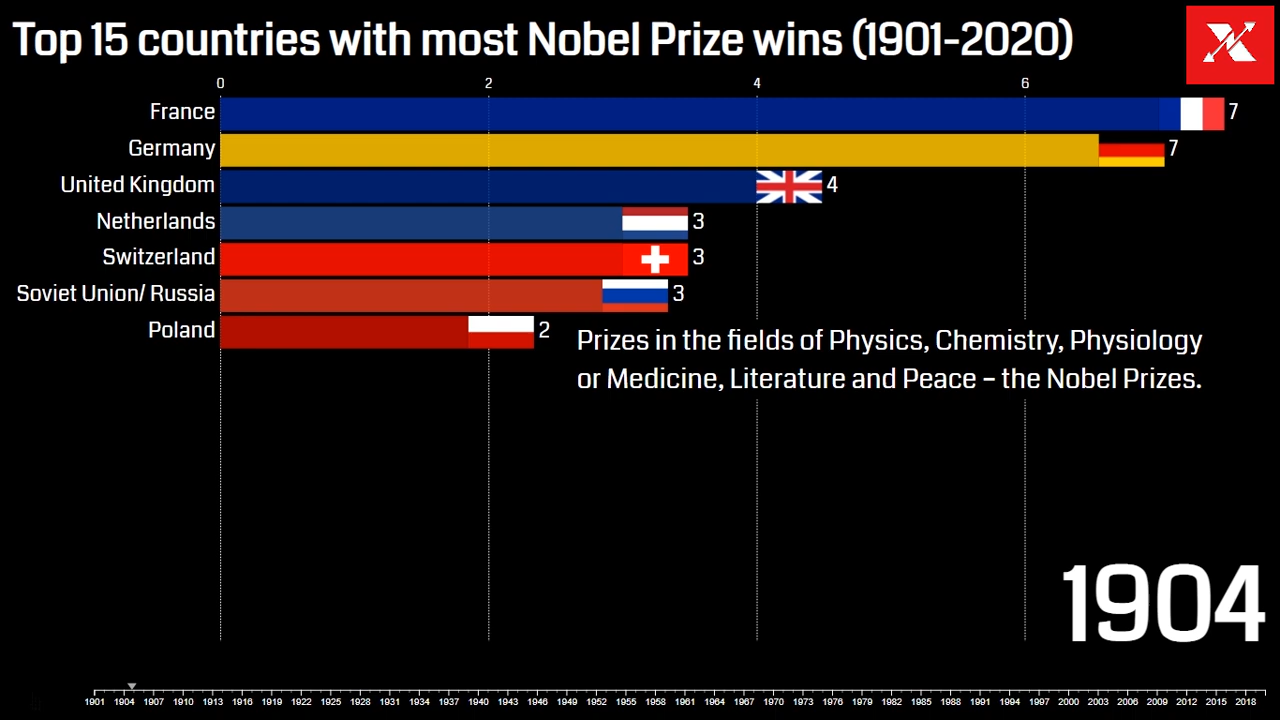 Top 15 countries with most Nobel Prize wins (1901-2020)
0 2 4 6
France 7
Germany 7
United Kingdom 4
Netherlands 3
Switzerland 3
Soviet Union/ Russia 3
Poland 2
Prizes in the fields of Physics, Chemistry, Physiology
or Medicine, Literature and Peace – the Nobel Prizes.
1904
1901 1904 1907 1910 1913 1916 1919 1922 1925 1928 1931 1934 1937 1940 1943 1946 1949 1952 1955 1958 1961 1964 1967 1970 1973 1976 1979 1982 1985 1988 1991 1994 1997 2000 2003 2006 2009 2012 2015 2018